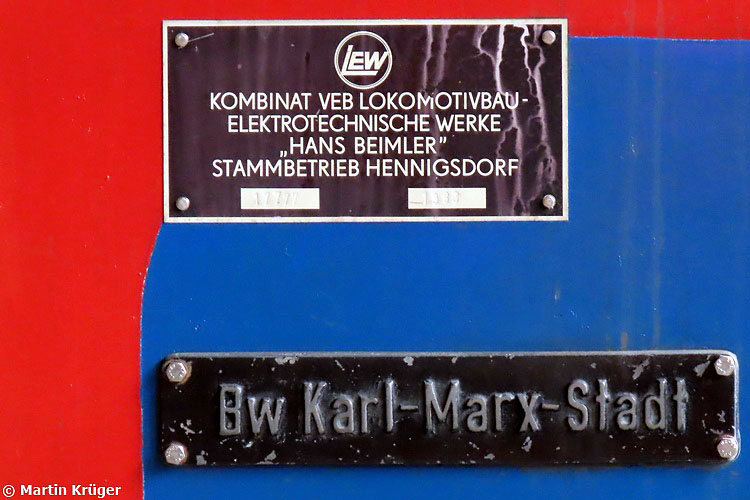 LEW
KOMBINAT VEB LOKOMOTIVBAU-
ELEKTROTECHNISCHE WERKE
„HANS BEIMLER”
STAMMBETRIEB HENNIGSDORF
Bw Karl-Marx-Stadt
© Martin Krüger